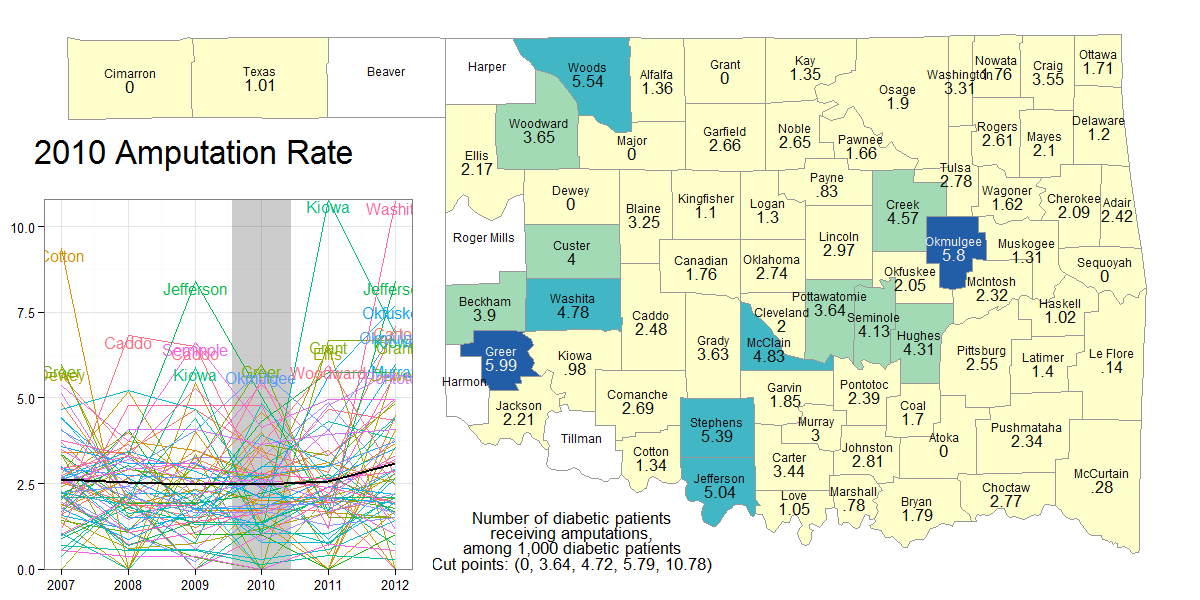 Cimarron
0
Texas
1.01
Beaver
Harper
Woods
5.54
Alfalfa
1.36
Grant
0
Kay
1.35
Osage
1.9
Washington
3.31
Nowata
1.76
Craig
3.55
Ottawa
1.71
Woodward
3.65
Ellis
2.17
Major
0
Garfield
2.66
Noble
2.65
Pawnee
1.66
Rogers
2.61
Mayes
2.1
Delaware
1.2
2010 Amputation Rate
Dewey
0
Blaine
3.25
Kingfisher
1.1
Logan
1.3
Payne
.83
Tulsa
2.78
Creek
4.57
Wagoner
1.62
Cherokee
2.09
Adair
2.42
Roger Mills
Custer
4
Canadian
1.76
Oklahoma
2.74
Lincoln
2.97
Okmulgee
5.8
Muskogee
1.31
Sequoyah
0
Okfuskee
2.05
McIntosh
2.32
Beckham
3.9
Washita
4.78
Caddo
2.48
Grady
3.63
Cleveland
2
McClain
4.83
Pottawatomie
3.64
Seminole
4.13
Hughes
4.31
Haskell
1.02
Pittsburg
2.55
Latimer
1.4
Le Flore
.14
Greer
5.99
Harmon
Kiowa
.98
Jackson
2.21
Comanche
2.69
Tillman
Cotton
1.34
Stephens
5.39
Jefferson
5.04
Garvin
1.85
Murray
3
Carter
3.44
Love
1.05
Pontotoc
2.39
Coal
1.7
Johnston
2.81
Marshall
.78
Atoka
0
Bryan
1.79
Pushmataha
2.34
Choctaw
2.77
McCurtain
.28
10.0
7.5
5.0
2.5
0.0
2007
2008
2009
2010
2011
2012
Cotton
Caddo
Jefferson
Seminole
Caddo
Kiowa
Greer
Okmulgee
Kiowa
Grant
Ellis
Woodward
Washit
Jeffers
Okfusk
Number of diabetic patients
receiving amputations,
among 1,000 diabetic patients
Cut points: (0, 3.64, 4.72, 5.79, 10.78)